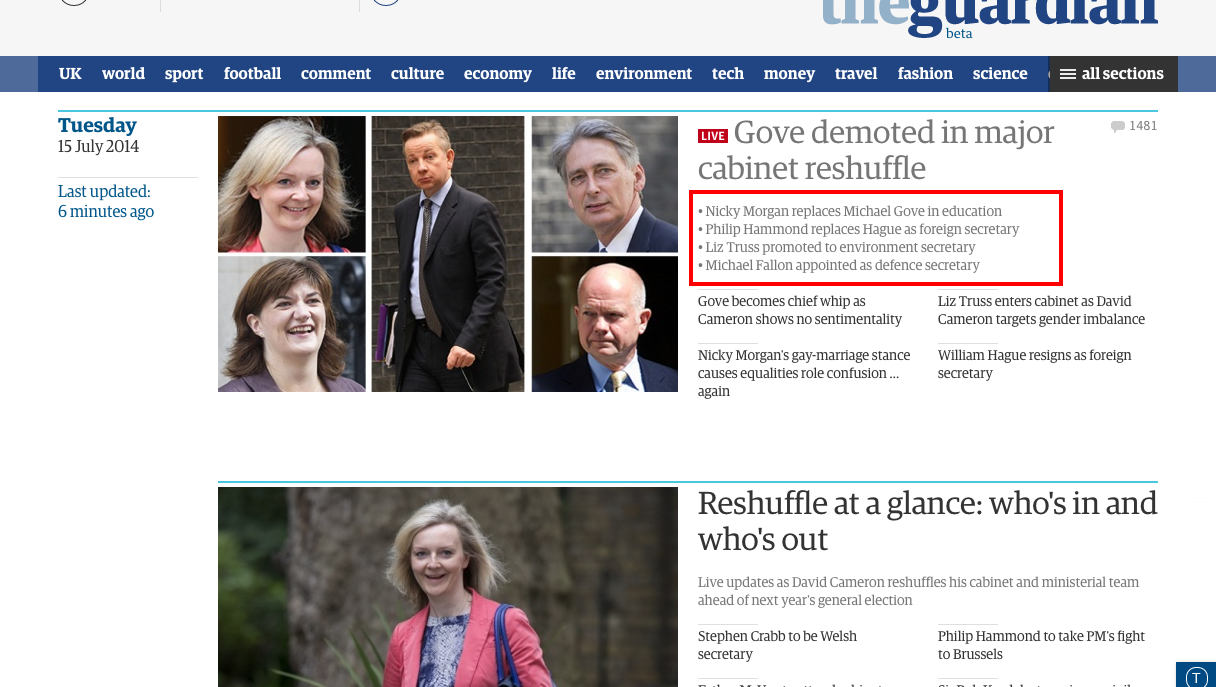 theguardian
beta
UK world sport football comment culture economy life environment tech money travel fashion science all sections
Tuesday
15 July 2014
Last updated:
6 minutes ago
LIVE Gove demoted in major
cabinet reshuffle
1481
• Nicky Morgan replaces Michael Gove in education
• Philip Hammond replaces Hague as foreign secretary
• Liz Truss promoted to environment secretary
• Michael Fallon appointed as defence secretary
Gove becomes chief whip as
Cameron shows no sentimentality
Liz Truss enters cabinet as David
Cameron targets gender imbalance
Nicky Morgan's gay-marriage stance
causes equalities role confusion ...
again
William Hague resigns as foreign
secretary
Reshuffle at a glance: who's in and
who's out
Live updates as David Cameron reshuffles his cabinet and ministerial team
ahead of next year's general election
Stephen Crabb to be Welsh
secretary
Philip Hammond to take PM's fight
to Brussels
T